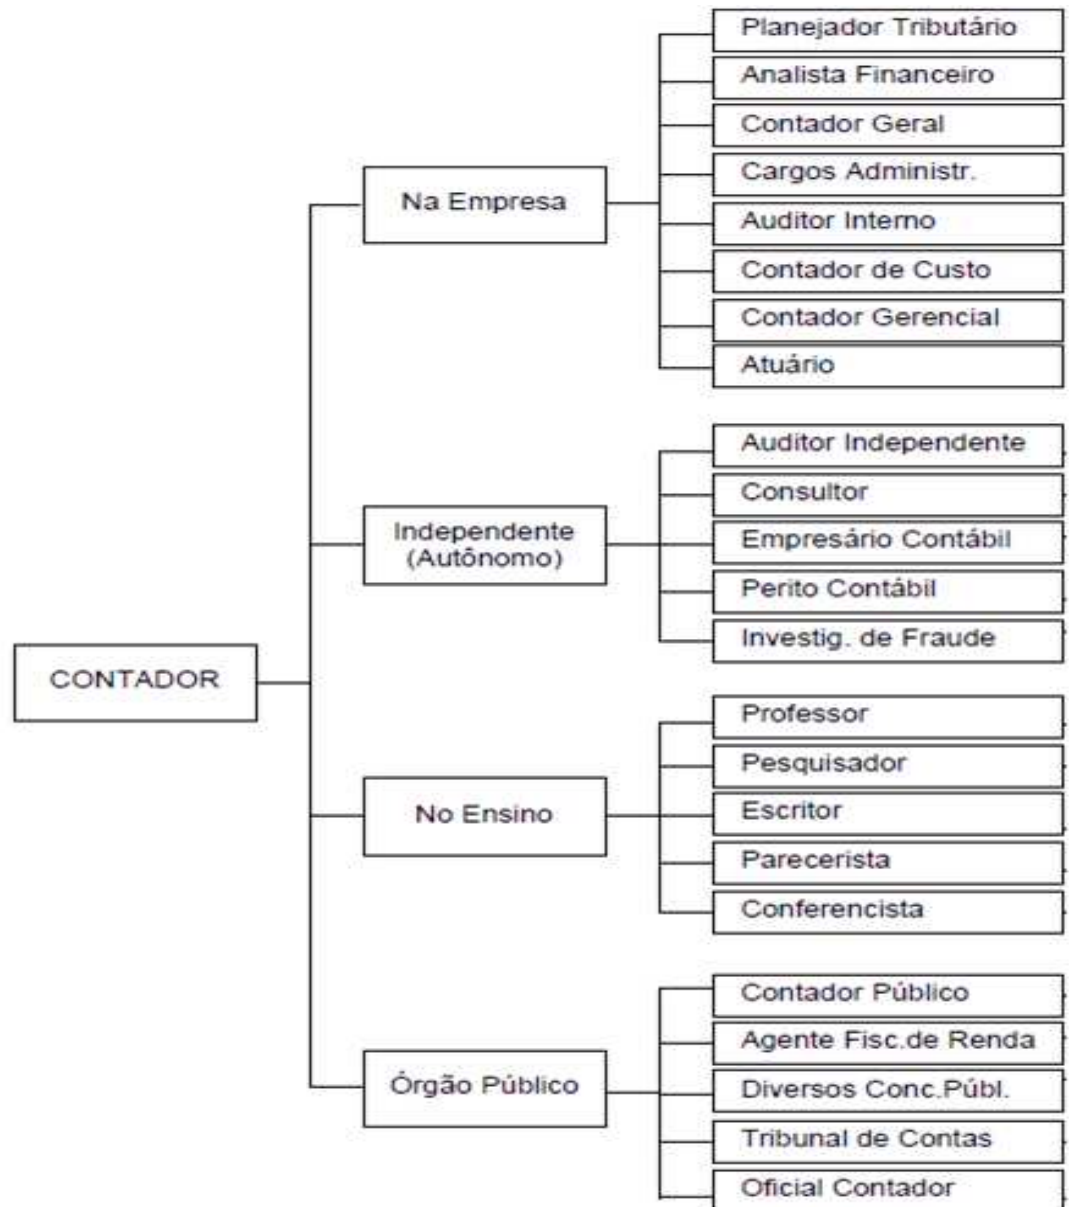 CONTADOR
Na Empresa
Planejador Tributário
Analista Financeiro
Contador Geral
Cargos Administr.
Auditor Interno
Contador de Custo
Contador Gerencial
Atuário
Independente
(Autônomo)
Auditor Independente
Consultor
Empresário Contábil
Perito Contábil
Investig. de Fraude
No Ensino
Professor
Pesquisador
Escritor
Parecerista
Conferencista
Órgão Público
Contador Público
Agente Fisc.de Renda
Diversos Conc.Públ.
Tribunal de Contas
Oficial Contador